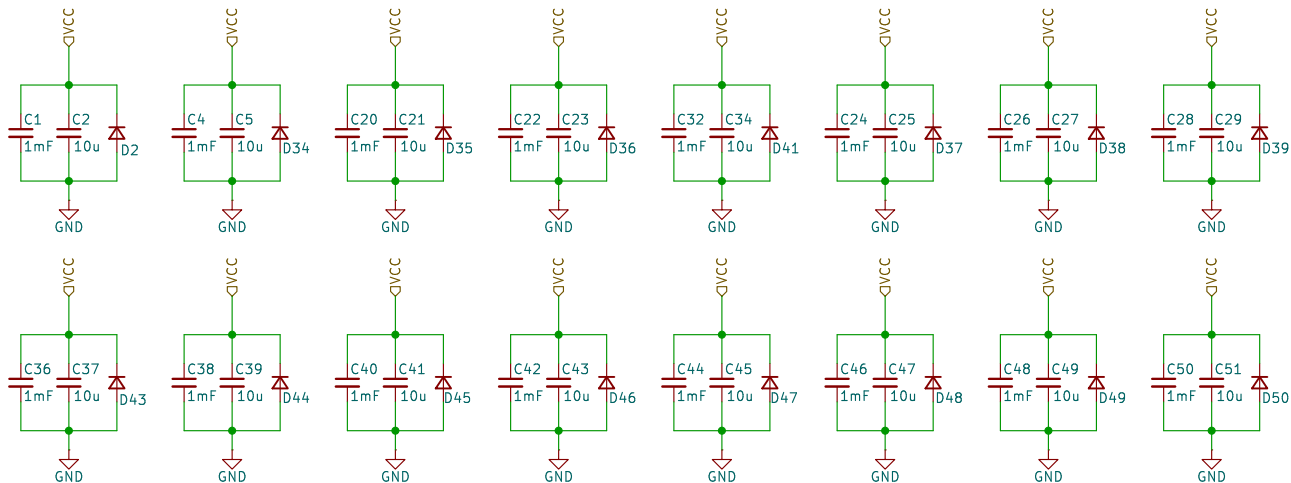 VCC VCC VCC VCC VCC VCC VCC VCC
C1 C2 C4 C5 C20 C21 C22 C23 C32 C34 C24 C25 C26 C27 C28 C29
1mF 10u D2 1mF 10u D34 1mF 10u D35 1mF 10u D36 1mF 10u D41 1mF 10u D37 1mF 10u D38 1mF 10u D39
GND GND GND GND GND GND GND GND
VCC VCC VCC VCC VCC VCC VCC VCC
C36 C37 C38 C39 C40 C41 C42 C43 C44 C45 C46 C47 C48 C49 C50 C51
1mF 10u D43 1mF 10u D44 1mF 10u D45 1mF 10u D46 1mF 10u D47 1mF 10u D48 1mF 10u D49 1mF 10u D50
GND GND GND GND GND GND GND GND